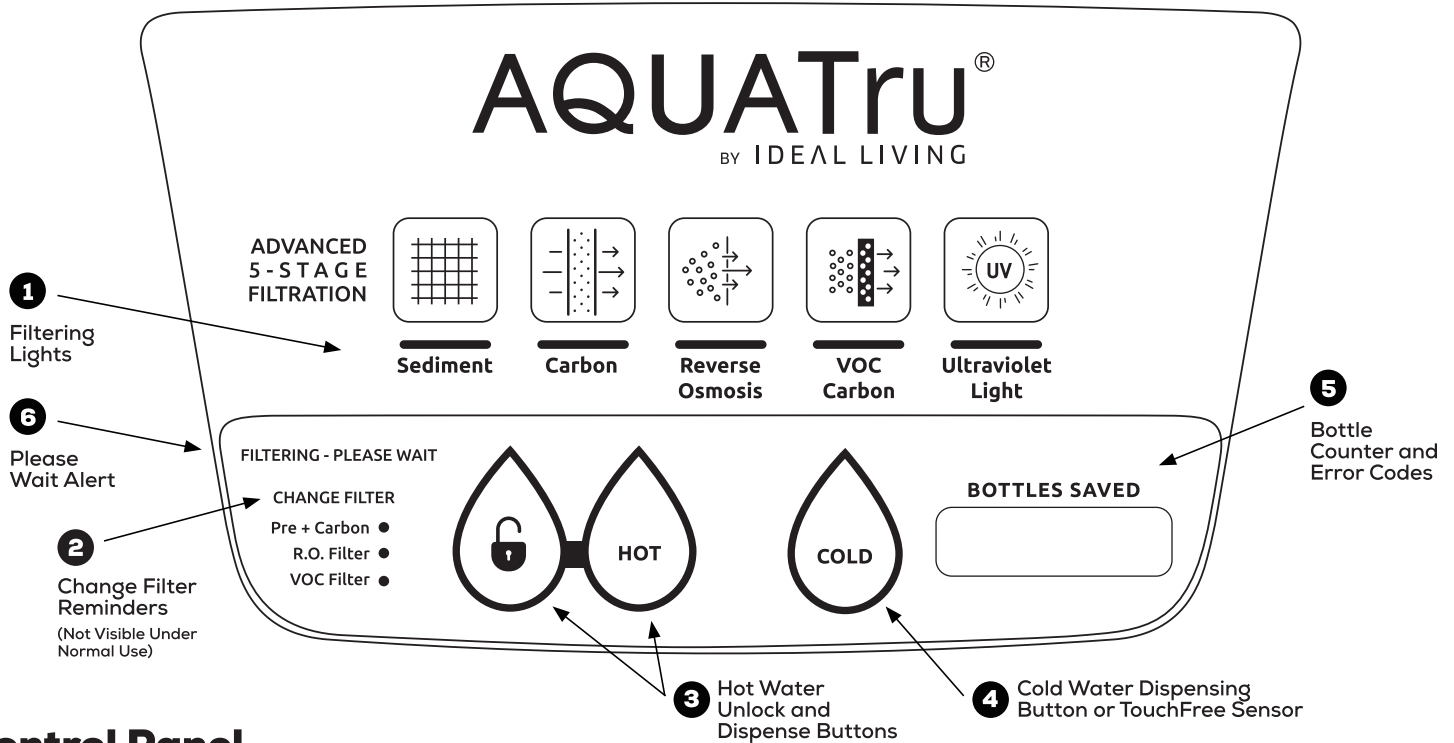 AQUATru®
BY IDEAL LIVING
ADVANCED
5-STAGE
FILTRATION
UV
Sediment
Carbon
Reverse
Osmosis
VOC
Carbon
Ultraviolet
Light
1
Filtering
Lights
6
Please
Wait Alert
FILTERING - PLEASE WAIT
CHANGE FILTER
Pre + Carbon
R.O. Filter
VOC Filter
HOT
COLD
BOTTLES SAVED
5
Bottle
Counter and
Error Codes
2
Change Filter
Reminders
(Not Visible Under
Normal Use)
3
Hot Water
Unlock and
Dispense Buttons
4
Cold Water Dispensing
Button or TouchFree Sensor